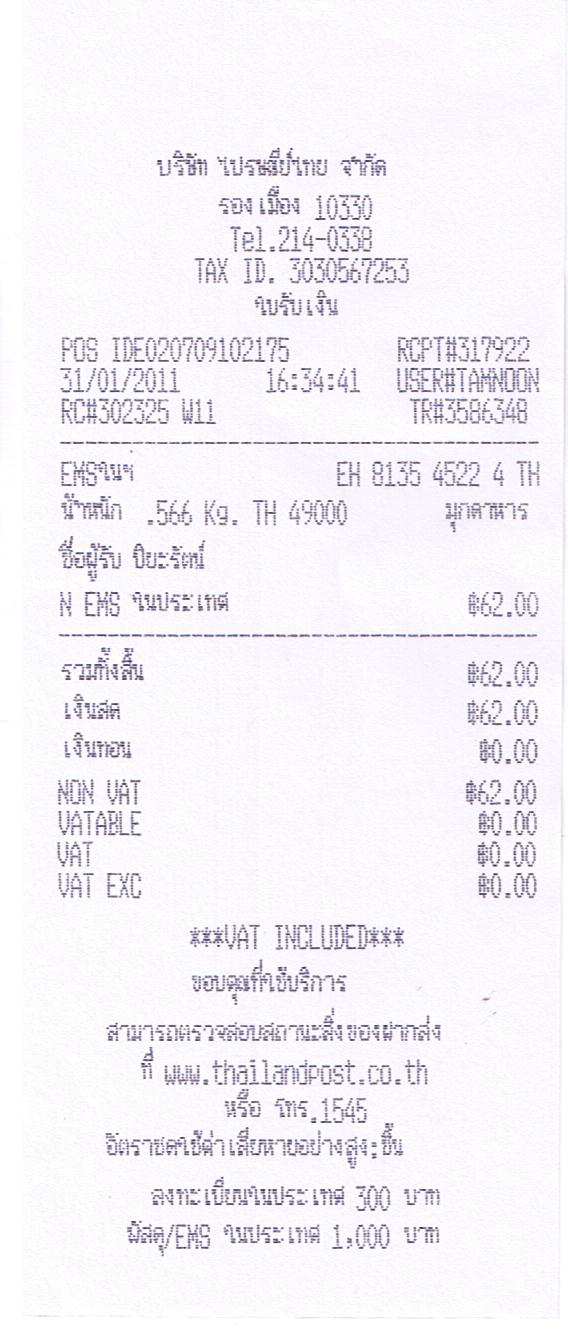 บริษัท ไปรษณีย์ไทย จำกัด
รองเมือง 10330
Tel.214-0338
TAX ID. 3030567253
ใบรับเงิน
POS IDE020709102175 RCPT#317922
31/01/2011 16:34:41 USER#TAMNOON
RC#302325 W11 TR#3586348
EMSในฯ EH 8135 4522 4 TH
น้ำหนัก .566 Kg. TH 49000 มุกดาหาร
ชื่อผู้รับ ปิยะรัตน์
N EMS ในประเทศ ฿62.00
รวมทั้งสิ้น ฿62.00
เงินสด ฿62.00
เงินทอน ฿0.00
NON VAT ฿62.00
VATABLE ฿0.00
VAT ฿0.00
VAT EXC ฿0.00
***VAT INCLUDED***
ขอบคุณที่ใช้บริการ
สามารถตรวจสอบสถานะสิ่งของฝากส่ง
ที่ www.thailandpost.co.th
หรือ โทร.1545
อัตราชดใช้ค่าเสียหายอย่างสูง:ชิ้น
ลงทะเบียนในประเทศ 300 บาท
พัสดุ/EMS ในประเทศ 1,000 บาท